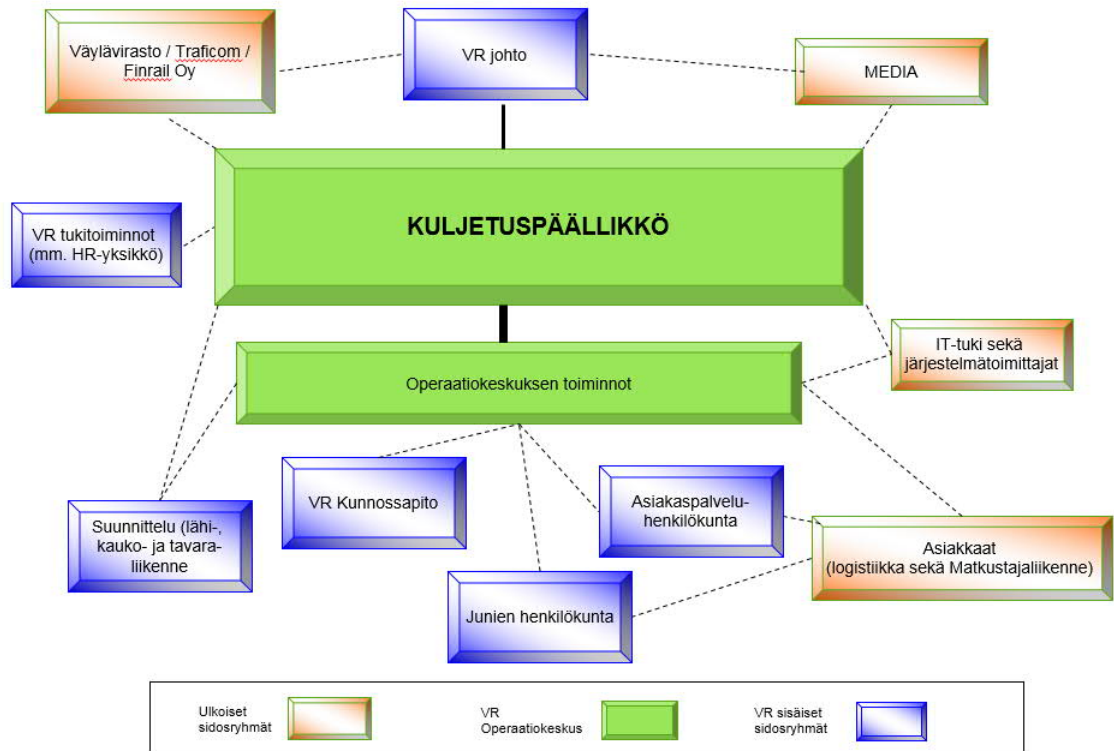 Väylävirasto / Traficom /
Finrail Oy
VR johto
MEDIA
KULJETUSPÄÄLLIKKÖ
VR tukitoiminnot
(mm. HR-yksikkö)
IT-tuki sekä
järjestelmätoimittajat
Operaatiokeskuksen toiminnot
Suunnittelu (lähi-,
kauko- ja tavara-
liikenne
VR Kunnossapito
Asiakaspalvelu-
henkilökunta
Asiakkaat
(logistiikka sekä Matkustajaliikenne)
Junien henkilökunta
Ulkoiset
sidosryhmät
VR
Operaatiokeskus
VR sisäiset
sidosryhmät